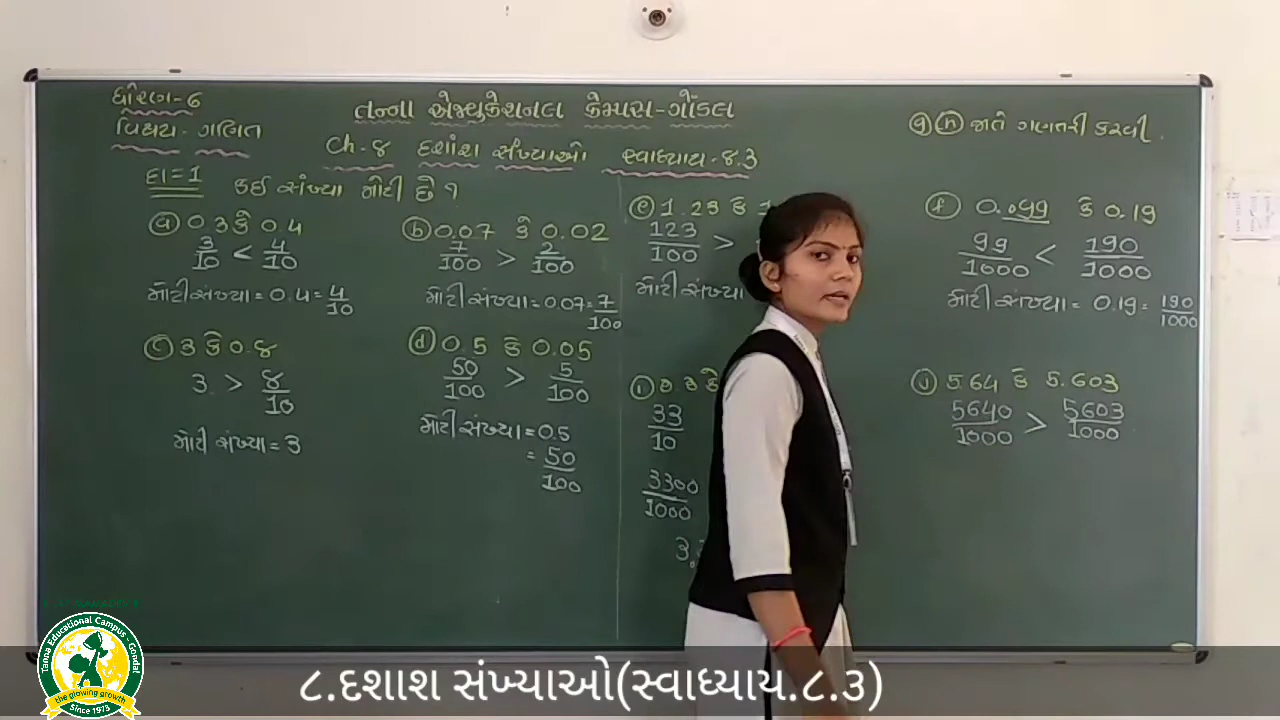 ધોરણ-૬
વિષય-ગણિત
તન્ના એજ્યુકેશનલ કેમ્પસ-ગોંડલ
Ch-૪ દશાંશ સંખ્યાઓ સ્વાધ્યાય-૪.૩
દા=1 કઈ સંખ્યા મોટી છે ?
ⓐ 0.3 કે 0.4
3/10 < 4/10
મોટી સંખ્યા = 0.4 = 4/10
ⓒ 3 કે 0.8
3 > 8/10
મોટી સંખ્યા = 3
ⓑ 0.07 કે 0.02
7/100 > 2/100
મોટી સંખ્યા = 0.07 = 7/100
ⓓ 0.5 કે 0.05
50/100 > 5/100
મોટી સંખ્યા = 0.5
= 50/100
ⓔ 1.23 કે 1
123/100 >
મોટી સંખ્યા
ⓘ
33/10
3300/1000
3.
ⓗ જાતે ગણતરી કરવી.
ⓕ 0.099 કે 0.19
99/1000 < 190/1000
મોટી સંખ્યા = 0.19 = 190/1000
ⓙ 5.64 કે 5.603
5640/1000 > 5603/1000
Tanna Educational Campus - Gondal
the growing growth
Since 1973
૮.દશાશ સંખ્યાઓ(સ્વાધ્યાય.૮.૩)